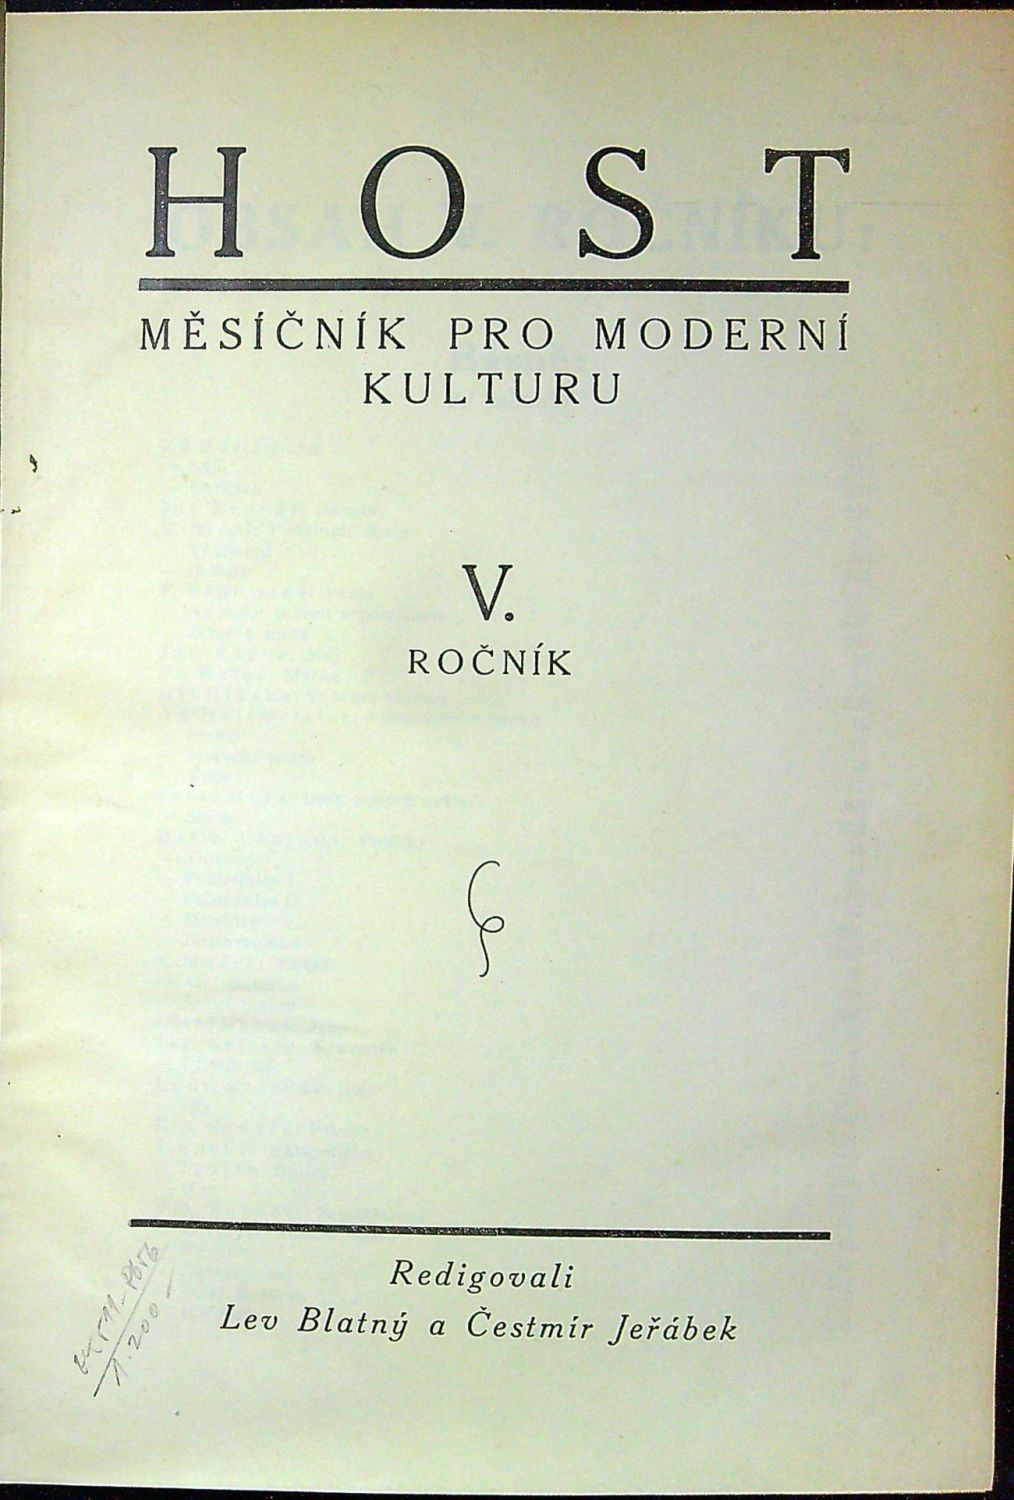 HOST
MĚSÍČNÍK PRO MODERNÍ
KULTURU
V.
ROČNÍK
Redigovali
Lev Blatný a Čestmír Jeřábek